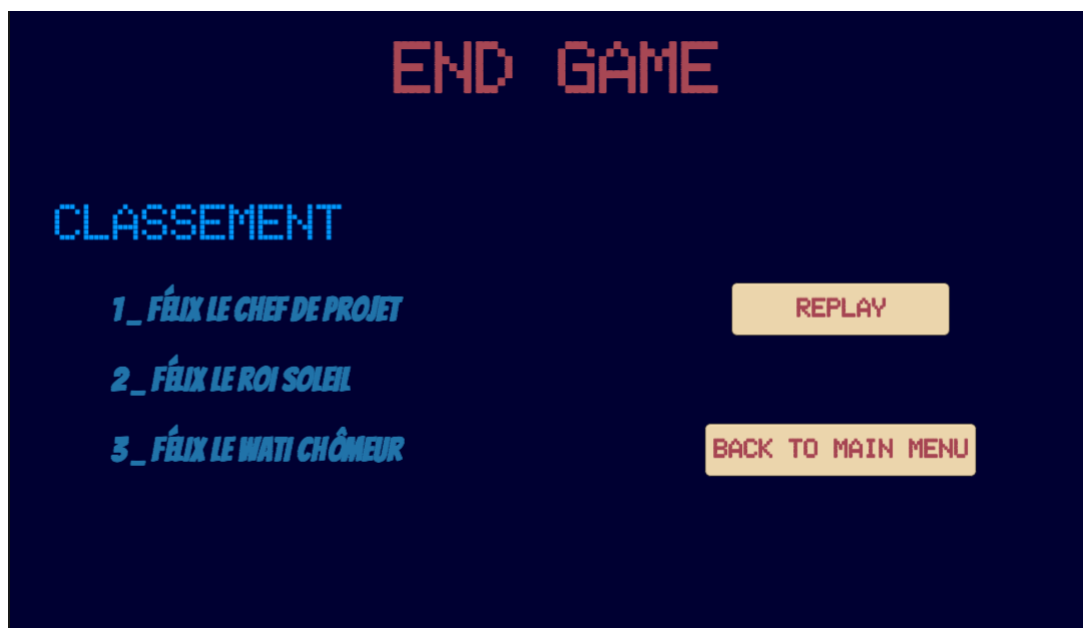 END GAME
CLASSEMENT
1_ FÉLIX LE CHEF DE PROJET
2_ FÉLIX LE ROI SOLEIL
3_ FÉLIX LE WATI CHÔMEUR
REPLAY
BACK TO MAIN MENU